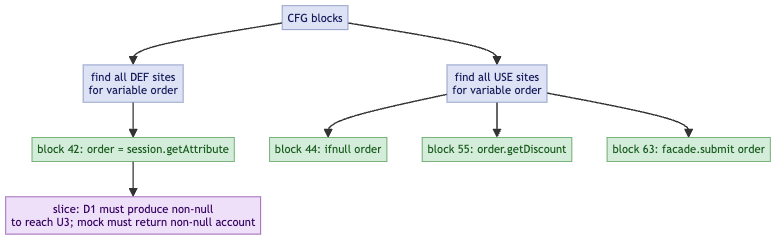 CFG blocks
find all DEF sites
for variable order
find all USE sites
for variable order
block 42: order = session.getAttribute
block 44: ifnull order
block 55: order.getDiscount
block 63: facade.submit order
slice: D1 must produce non-null
to reach U3; mock must return non-null account